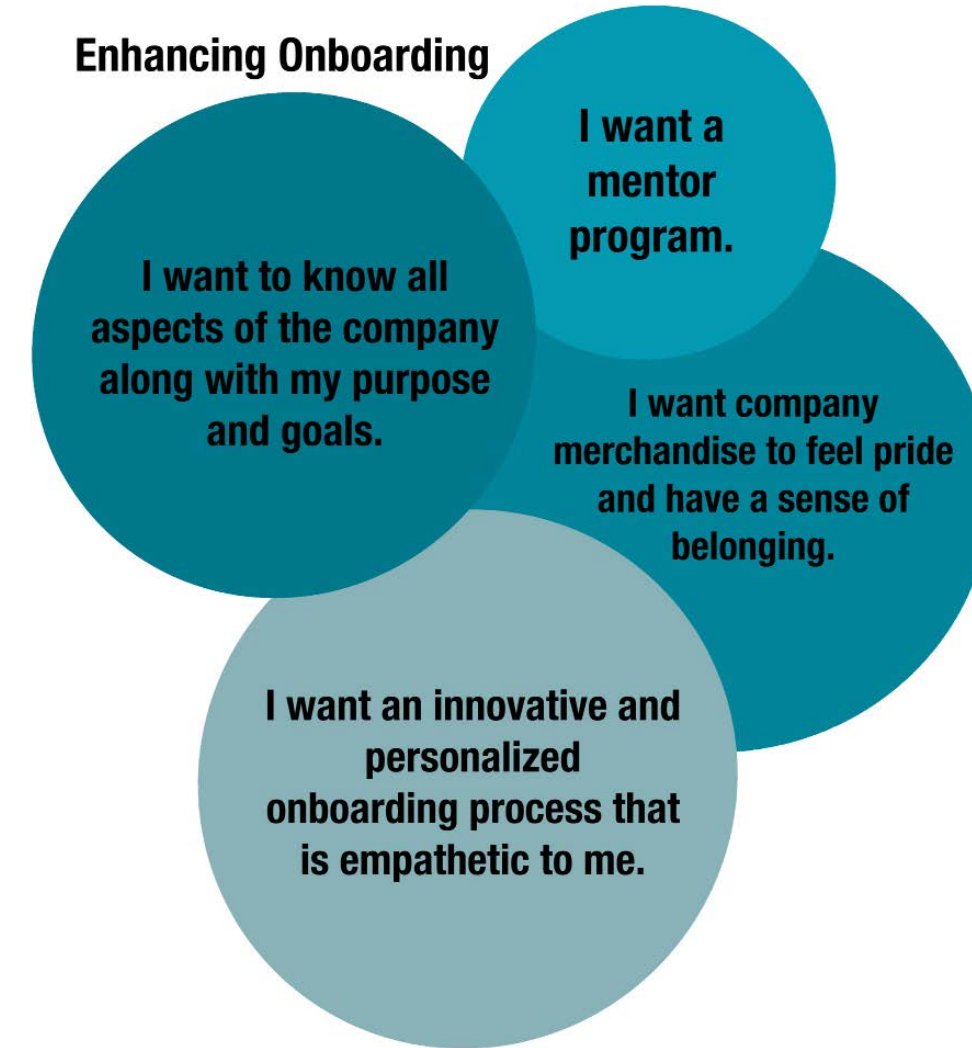 Enhancing Onboarding
I want a
mentor
program.
I want to know all
aspects of the company
along with my purpose
and goals.
I want company
merchandise to feel pride
and have a sense of
belonging.
I want an innovative and
personalized
onboarding process that
is empathetic to me.